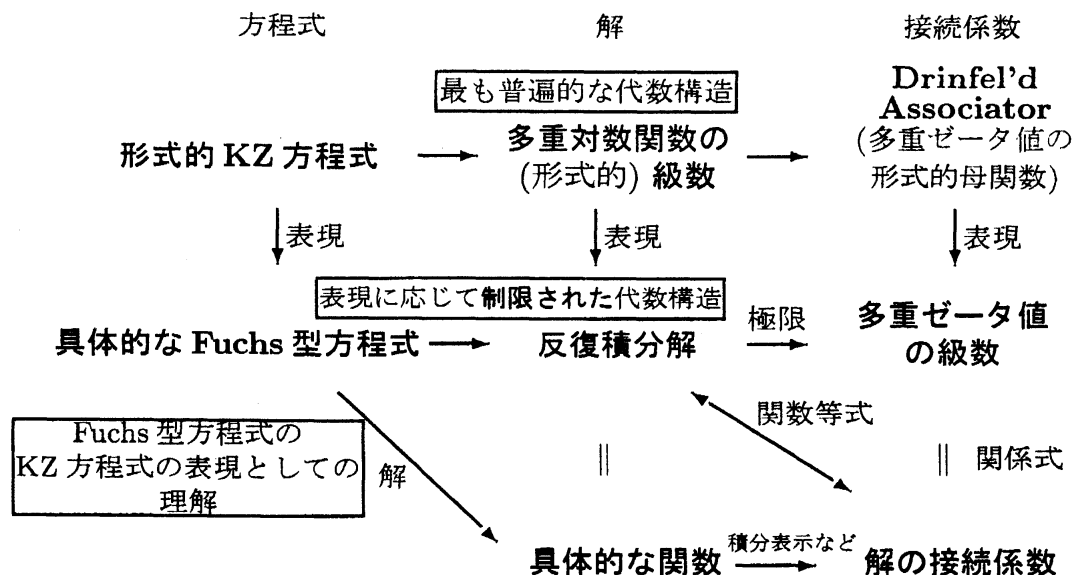 方程式 解 接続係数
最も普遍的な代数構造
Drinfel'd
Associator
形式的 KZ 方程式
多重対数関数の
(形式的) 級数
(多重ゼータ値の
形式的母関数)
表現 表現 表現
表現に応じて制限された代数構造
具体的な Fuchs 型方程式
反復積分解
極限
多重ゼータ値
の級数
Fuchs 型方程式の
KZ 方程式の表現としての
理解
解
関数等式
|| || 関係式
具体的な関数
積分表示など
解の接続係数